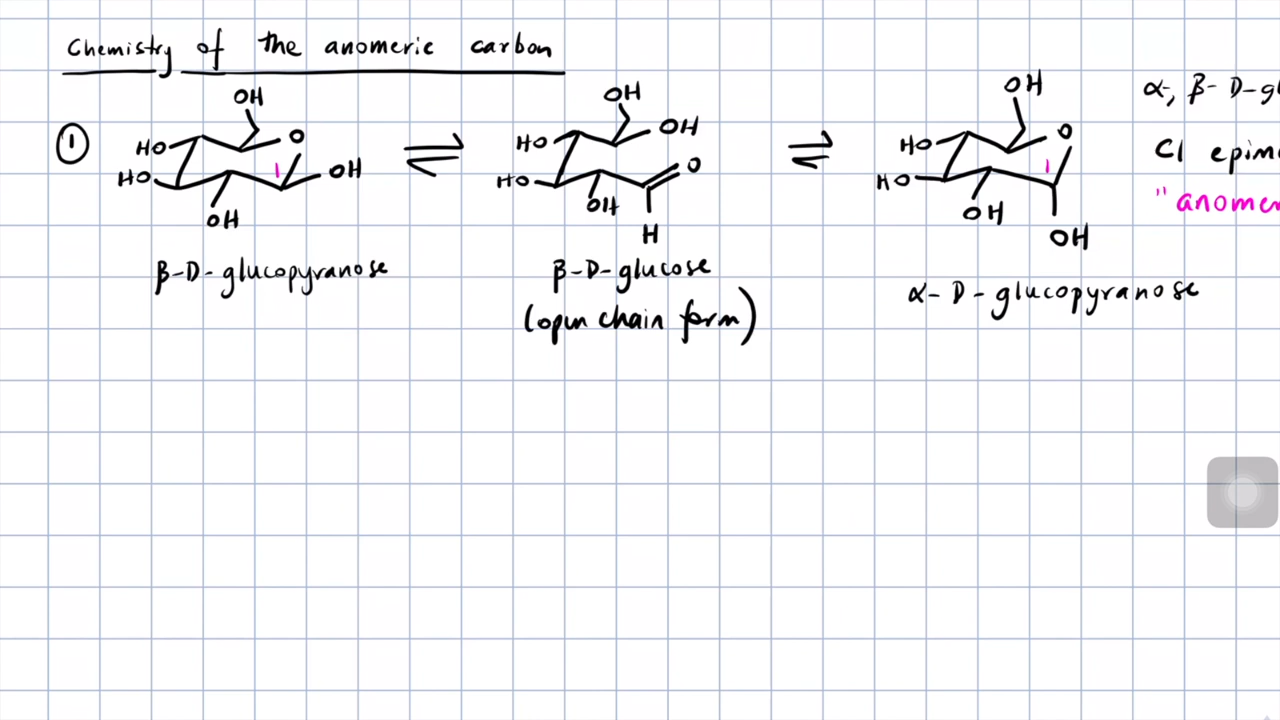 Chemistry of the anomeric carbon
① OH HO HO O 1 OH OH
OH HO HO OH O OH H
OH HO HO O 1 OH OH
α, β- D-gl
C1 epim
"anomer
β-D-glucopyranose
β-D-glucose
(open chain form)
α-D-glucopyranose